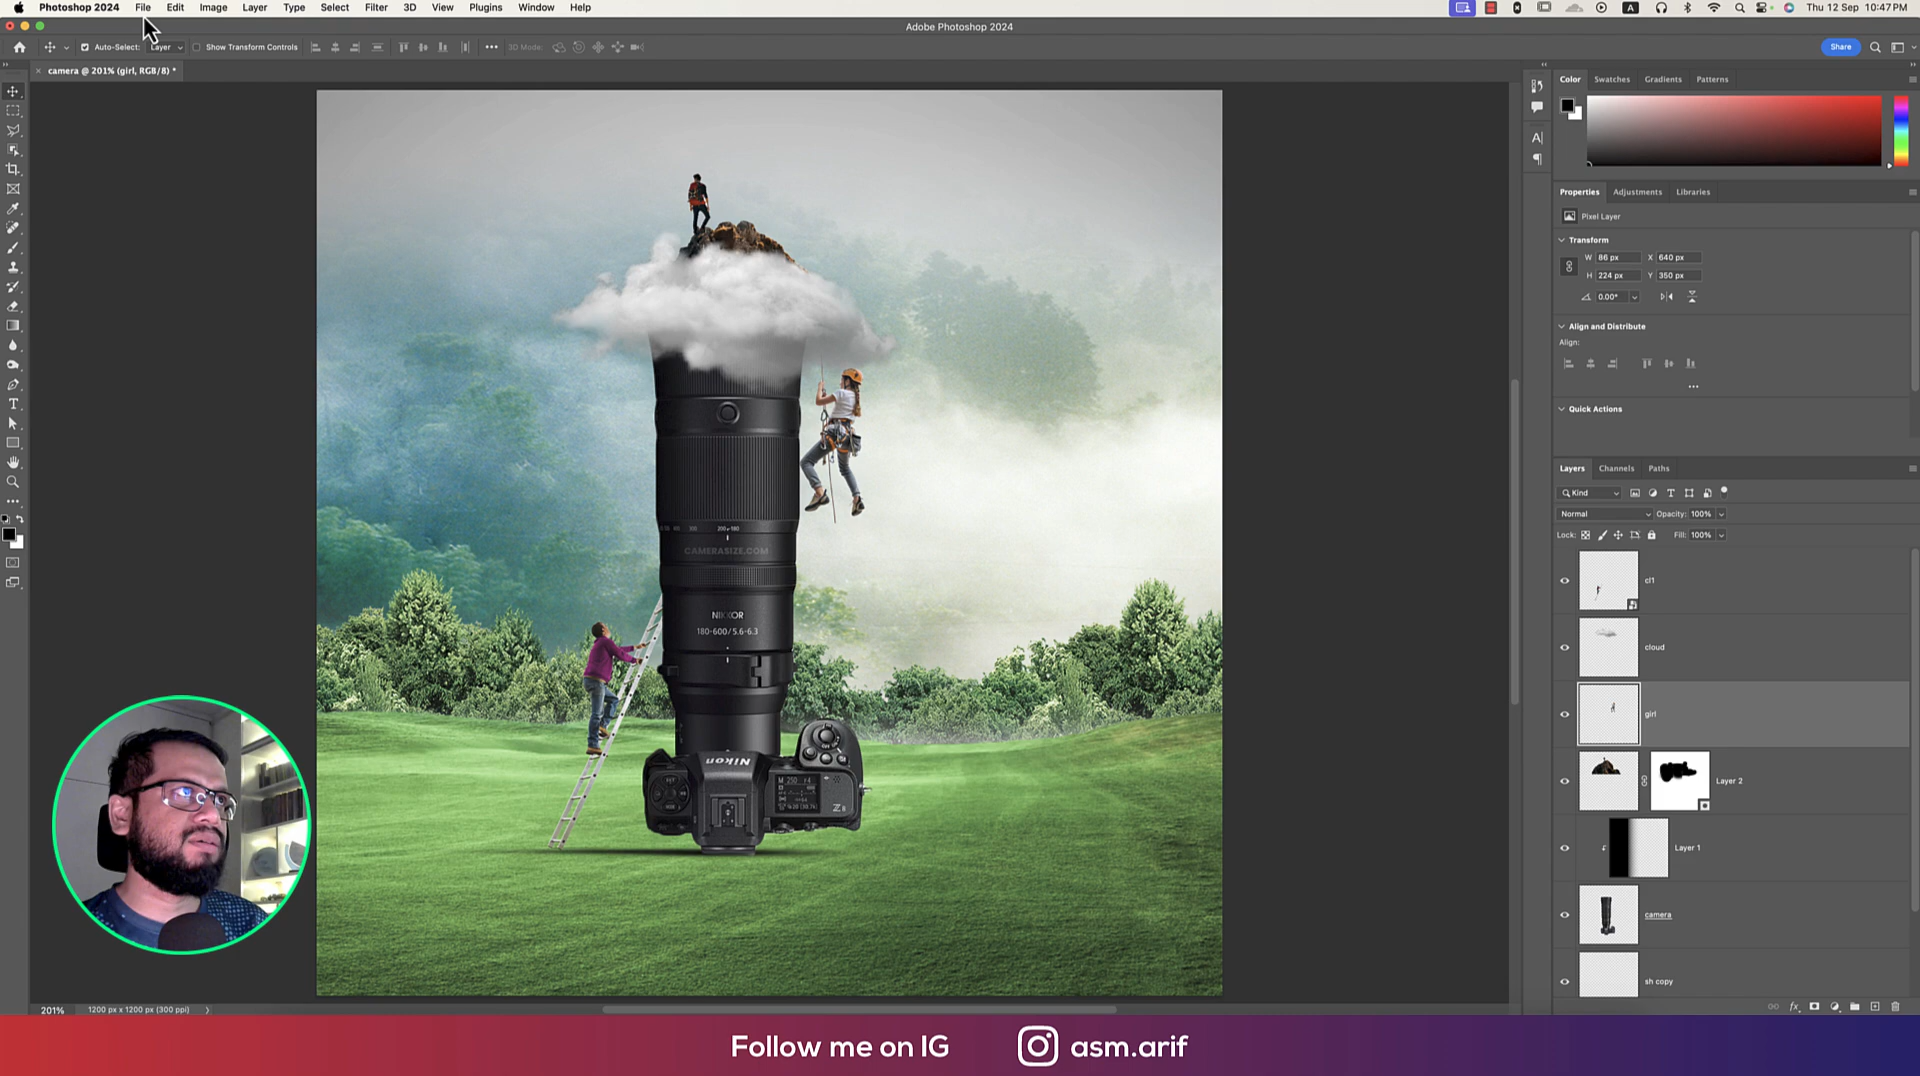 Photoshop 2024 File Edit Image Layer Type Select Filter 3D View Plugins Window Help
A Thu 12 Sep 10:47 PM
Adobe Photoshop 2024
Auto-Select: Layer Show Transform Controls 3D Mode: Share
camera @ 201% (girl, RGB/8) *
Color Swatches Gradients Patterns
Properties Adjustments Libraries
Pixel Layer
Transform
W 86 px X 640 px
H 224 px Y 350 px
0.00°
Align and Distribute
Align:
Quick Actions
Layers Channels Paths
Kind
Normal Opacity: 100%
Lock: Fill: 100%
cl1
cloud
girl
Layer 2
Layer 1
camera
sh copy
CAMERASIZE.COM
NIKKOR
180-600/5.6-6.3
Nikon
201% 1200 px x 1200 px (300 ppi)
Follow me on IG asm.arif